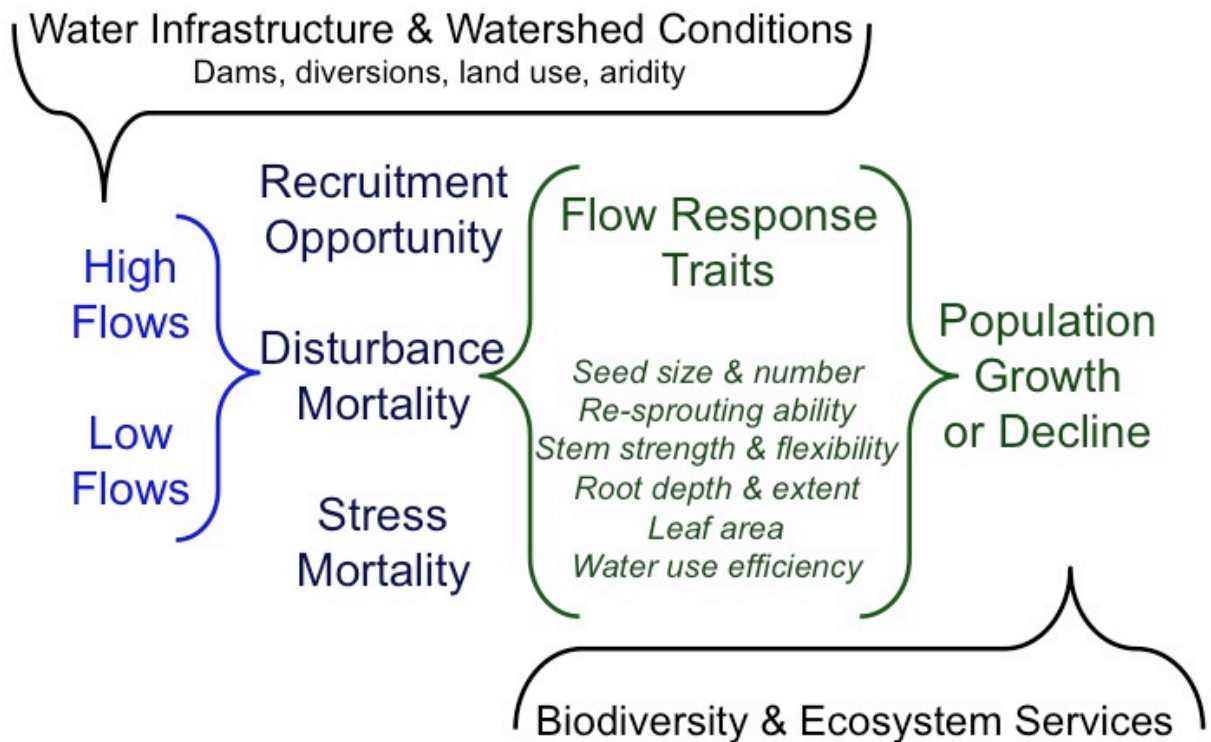 Water Infrastructure & Watershed Conditions
Dams, diversions, land use, aridity
High
Flows
Low
Flows
Recruitment
Opportunity
Disturbance
Mortality
Stress
Mortality
Flow Response
Traits
Seed size & number
Re-sprouting ability
Stem strength & flexibility
Root depth & extent
Leaf area
Water use efficiency
Population
Growth
or Decline
Biodiversity & Ecosystem Services